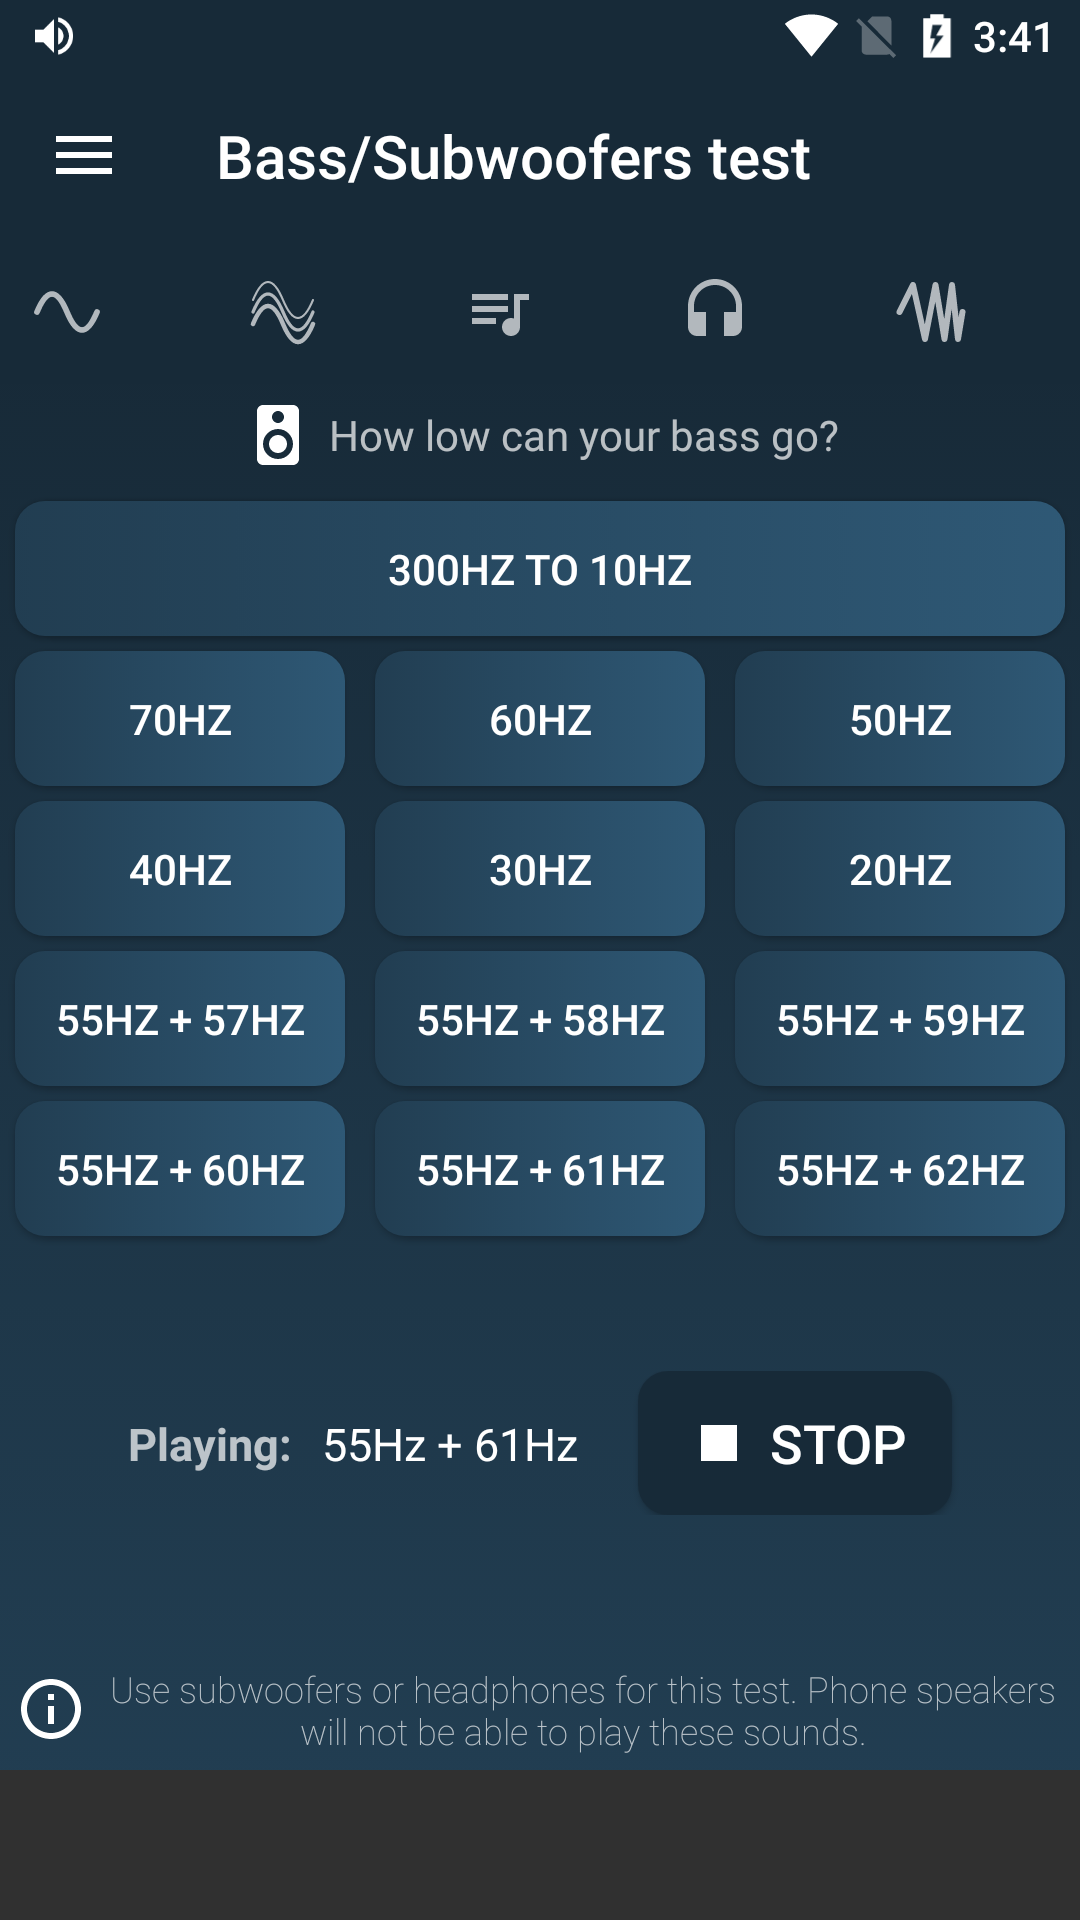 3:41
Bass/Subwoofers test
How low can your bass go?
300HZ TO 10HZ
70HZ 60HZ 50HZ
40HZ 30HZ 20HZ
55HZ + 57HZ 55HZ + 58HZ 55HZ + 59HZ
55HZ + 60HZ 55HZ + 61HZ 55HZ + 62HZ
Playing: 55Hz + 61Hz STOP
Use subwoofers or headphones for this test. Phone speakers
will not be able to play these sounds.